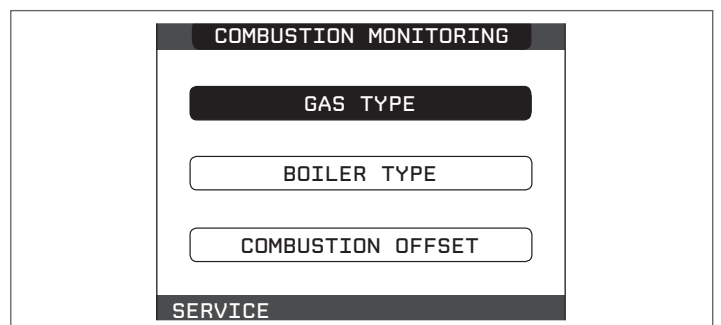 COMBUSTION MONITORING
GAS TYPE
BOILER TYPE
COMBUSTION OFFSET
SERVICE